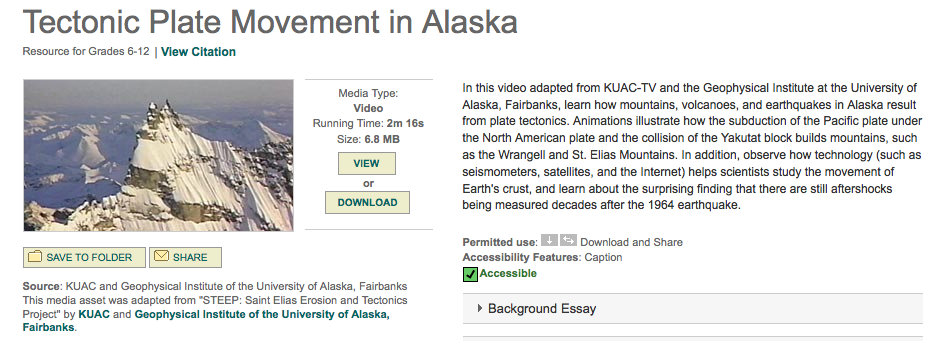 Tectonic Plate Movement in Alaska
Resource for Grades 6-12 | View Citation
Media Type:
Video
Running Time: 2m 16s
Size: 6.8 MB
VIEW
or
DOWNLOAD
SAVE TO FOLDER
SHARE
Source: KUAC and Geophysical Institute of the University of Alaska, Fairbanks
This media asset was adapted from "STEEP: Saint Elias Erosion and Tectonics
Project" by KUAC and Geophysical Institute of the University of Alaska,
Fairbanks.
In this video adapted from KUAC-TV and the Geophysical Institute at the University of
Alaska, Fairbanks, learn how mountains, volcanoes, and earthquakes in Alaska result
from plate tectonics. Animations illustrate how the subduction of the Pacific plate under
the North American plate and the collision of the Yakutat block builds mountains, such
as the Wrangell and St. Elias Mountains. In addition, observe how technology (such as
seismometers, satellites, and the Internet) helps scientists study the movement of
Earth's crust, and learn about the surprising finding that there are still aftershocks
being measured decades after the 1964 earthquake.
Permitted use: Download and Share
Accessibility Features: Caption
Accessible
Background Essay